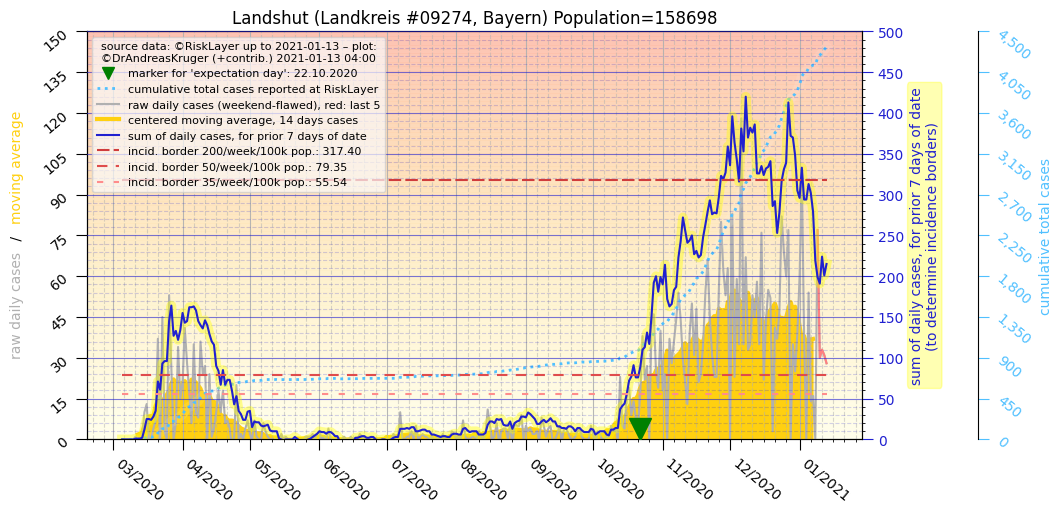 Landshut (Landkreis #09274, Bayern) Population=158698
source data: ©RiskLayer up to 2021-01-13 – plot:
©DrAndreasKruger (+contrib.) 2021-01-13 04:00
marker for 'expectation day': 22.10.2020
cumulative total cases reported at RiskLayer
raw daily cases (weekend-flawed), red: last 5
centered moving average, 14 days cases
sum of daily cases, for prior 7 days of date
incid. border 200/week/100k pop.: 317.40
incid. border 50/week/100k pop.: 79.35
incid. border 35/week/100k pop.: 55.54
raw daily cases / moving average
150
135
120
105
90
75
60
45
30
15
0
03/2020
04/2020
05/2020
06/2020
07/2020
08/2020
09/2020
10/2020
11/2020
12/2020
01/2021
500
450
400
350
300
250
200
150
100
50
0
sum of daily cases, for prior 7 days of date
(to determine incidence borders)
4,500
4,050
3,600
3,150
2,700
2,250
1,800
1,350
900
450
0
cumulative total cases